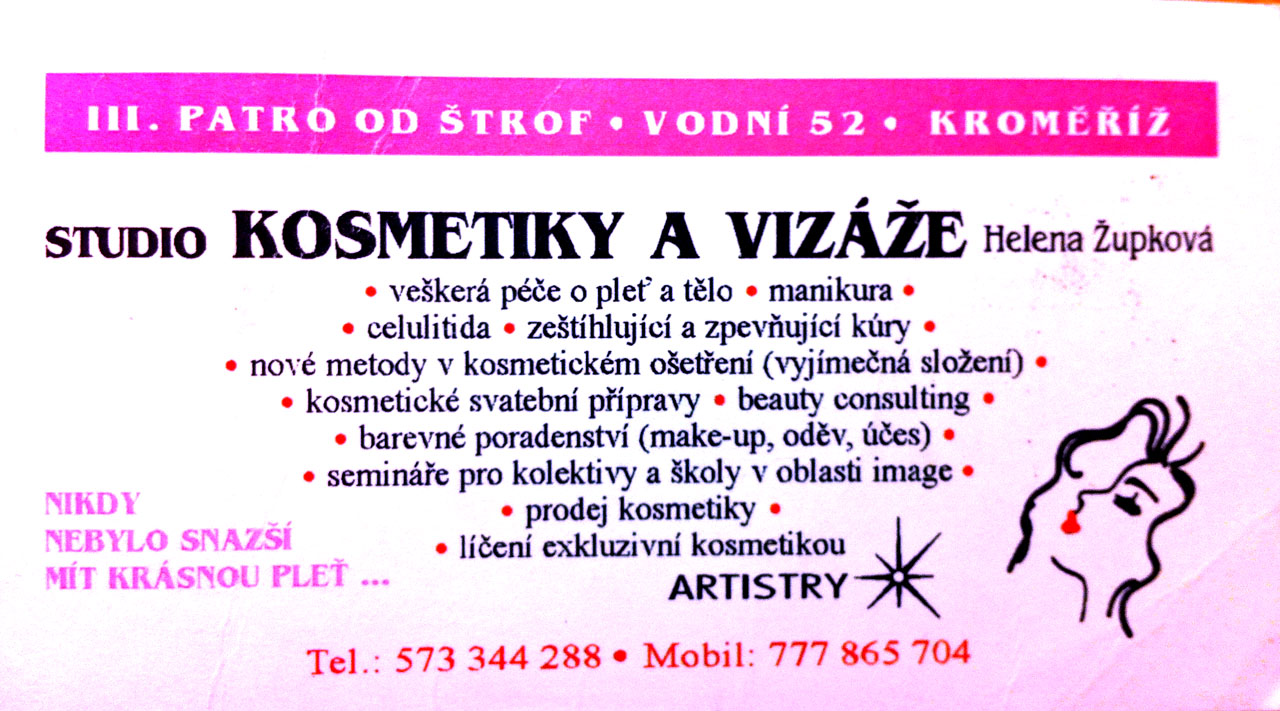 III. PATRO OD ŠTROF • VODNÍ 52 • KROMĚŘÍŽ
STUDIO KOSMETIKY A VIZÁŽE Helena Župková
• veškerá péče o pleť a tělo • manikura •
• celulitida • zeštíhlující a zpevňující kúry •
• nové metody v kosmetickém ošetření (vyjímečná složení) •
• kosmetické svatební přípravy • beauty consulting •
• barevné poradenství (make-up, oděv, účes) •
• semináře pro kolektivy a školy v oblasti image •
• prodej kosmetiky •
• líčení exkluzivní kosmetikou
ARTISTRY
NIKDY
NEBYLO SNAZŠÍ
MÍT KRÁSNOU PLEŤ ...
Tel.: 573 344 288 • Mobil: 777 865 704